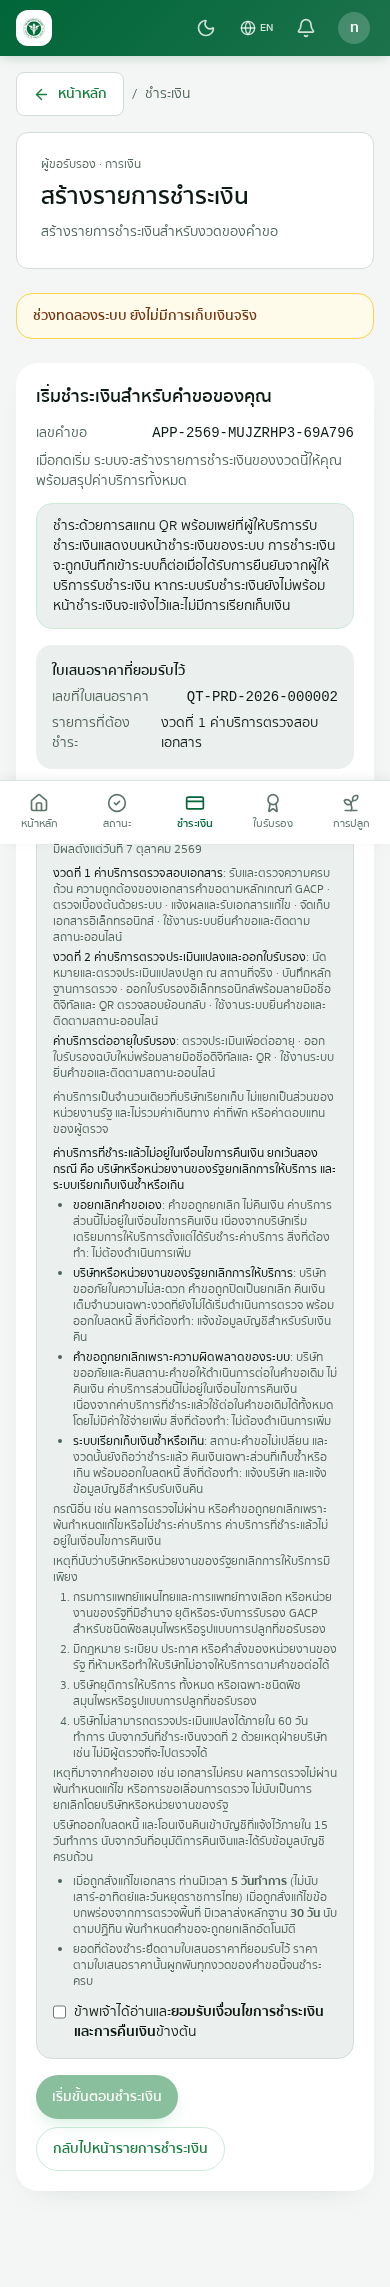 EN
ก
หน้าหลัก / ชำระเงิน
ผู้ขอรับรอง · การเงิน
สร้างรายการชำระเงิน
สร้างรายการชำระเงินสำหรับงวดของคำขอ
ช่วงทดลองระบบ ยังไม่มีการเก็บเงินจริง
เริ่มชำระเงินสำหรับคำขอของคุณ
เลขคำขอ APP-2569-MUJZRHP3-69A796
เมื่อกดเริ่ม ระบบจะสร้างรายการชำระเงินของงวดนี้ให้คุณ
พร้อมสรุปค่าบริการทั้งหมด
ชำระด้วยการสแกน QR พร้อมเพย์ที่ผู้ให้บริการรับ
ชำระเงินแสดงบนหน้าชำระเงินของระบบ การชำระเงิน
จะถูกบันทึกเข้าระบบก็ต่อเมื่อได้รับการยืนยันจากผู้ให้
บริการรับชำระเงิน หากระบบรับชำระเงินยังไม่พร้อม
หน้าชำระเงินจะแจ้งไว้และไม่มีการเรียกเก็บเงิน
ใบเสนอราคาที่ยอมรับไว้
เลขที่ใบเสนอราคา QT-PRD-2026-000002
รายการที่ต้อง งวดที่ 1 ค่าบริการตรวจสอบ
ชำระ เอกสาร
หน้าหลัก สถานะ ชำระเงิน ใบรับรอง การปลูก
มีผลตั้งแต่วันที่ 7 ตุลาคม 2569
งวดที่ 1 ค่าบริการตรวจสอบเอกสาร: รับและตรวจความครบ
ถ้วน ความถูกต้องของเอกสารคำขอตามหลักเกณฑ์ GACP ·
ตรวจเบื้องต้นด้วยระบบ · แจ้งผลและรับเอกสารแก้ไข · จัดเก็บ
เอกสารอิเล็กทรอนิกส์ · ใช้งานระบบยื่นคำขอและติดตาม
สถานะออนไลน์
งวดที่ 2 ค่าบริการตรวจประเมินแปลงและออกใบรับรอง: นัด
หมายและตรวจประเมินแปลงปลูก ณ สถานที่จริง · บันทึกหลัก
ฐานการตรวจ · ออกใบรับรองอิเล็กทรอนิกส์พร้อมลายมือชื่อ
ดิจิทัลและ QR ตรวจสอบย้อนกลับ · ใช้งานระบบยื่นคำขอและ
ติดตามสถานะออนไลน์
ค่าบริการต่ออายุใบรับรอง: ตรวจประเมินเพื่อต่ออายุ · ออก
ใบรับรองฉบับใหม่พร้อมลายมือชื่อดิจิทัลและ QR · ใช้งานระบบ
ยื่นคำขอและติดตามสถานะออนไลน์
ค่าบริการเป็นจำนวนเดียวที่บริษัทเรียกเก็บ ไม่แยกเป็นส่วนของ
หน่วยงานรัฐ และไม่รวมค่าเดินทาง ค่าที่พัก หรือค่าตอบแทน
ของผู้ตรวจ
ค่าบริการที่ชำระแล้วไม่อยู่ในเงื่อนไขการคืนเงิน ยกเว้นสอง
กรณี คือ บริษัทหรือหน่วยงานของรัฐยกเลิกการให้บริการ และ
ระบบเรียกเก็บเงินซ้ำหรือเกิน
• ขอยกเลิกคำขอเอง: คำขอถูกยกเลิก ไม่คืนเงิน ค่าบริการ
ส่วนนี้ไม่อยู่ในเงื่อนไขการคืนเงิน เนื่องจากบริษัทเริ่ม
เตรียมการให้บริการตั้งแต่ได้รับชำระค่าบริการ สิ่งที่ต้อง
ทำ: ไม่ต้องดำเนินการเพิ่ม
• บริษัทหรือหน่วยงานของรัฐยกเลิกการให้บริการ: บริษัท
ขออภัยในความไม่สะดวก คำขอถูกปิดเป็นยกเลิก คืนเงิน
เต็มจำนวนเฉพาะงวดที่ยังไม่ได้เริ่มดำเนินการตรวจ พร้อม
ออกใบลดหนี้ สิ่งที่ต้องทำ: แจ้งข้อมูลบัญชีสำหรับรับเงิน
คืน
• คำขอถูกยกเลิกเพราะความผิดพลาดของระบบ: บริษัท
ขออภัยและคืนสถานะคำขอให้ดำเนินการต่อในคำขอเดิม ไม่
คืนเงิน ค่าบริการส่วนนี้ไม่อยู่ในเงื่อนไขการคืนเงิน
เนื่องจากค่าบริการที่ชำระแล้วใช้ต่อในคำขอเดิมได้ทั้งหมด
โดยไม่มีค่าใช้จ่ายเพิ่ม สิ่งที่ต้องทำ: ไม่ต้องดำเนินการเพิ่ม
• ระบบเรียกเก็บเงินซ้ำหรือเกิน: สถานะคำขอไม่เปลี่ยน และ
งวดนั้นยังถือว่าชำระแล้ว คืนเงินเฉพาะส่วนที่เก็บซ้ำหรือ
เกิน พร้อมออกใบลดหนี้ สิ่งที่ต้องทำ: แจ้งบริษัท และแจ้ง
ข้อมูลบัญชีสำหรับรับเงินคืน
กรณีอื่น เช่น ผลการตรวจไม่ผ่าน หรือคำขอถูกยกเลิกเพราะ
พ้นกำหนดแก้ไขหรือไม่ชำระค่าบริการ ค่าบริการที่ชำระแล้วไม่
อยู่ในเงื่อนไขการคืนเงิน
เหตุที่นับว่าบริษัทหรือหน่วยงานของรัฐยกเลิกการให้บริการมี
เพียง
1. กรมการแพทย์แผนไทยและการแพทย์ทางเลือก หรือหน่วย
งานของรัฐที่มีอำนาจ ยุติหรือระงับการรับรอง GACP
สำหรับชนิดพืชสมุนไพรหรือรูปแบบการปลูกที่ขอรับรอง
2. มีกฎหมาย ระเบียบ ประกาศ หรือคำสั่งของหน่วยงานของ
รัฐ ที่ห้ามหรือทำให้บริษัทไม่อาจให้บริการตามคำขอต่อได้
3. บริษัทยุติการให้บริการ ทั้งหมด หรือเฉพาะชนิดพืช
สมุนไพรหรือรูปแบบการปลูกที่ขอรับรอง
4. บริษัทไม่สามารถตรวจประเมินแปลงได้ภายใน 60 วัน
ทำการ นับจากวันที่ชำระเงินงวดที่ 2 ด้วยเหตุฝ่ายบริษัท
เช่น ไม่มีผู้ตรวจที่จะไปตรวจได้
เหตุที่มาจากคำขอเอง เช่น เอกสารไม่ครบ ผลการตรวจไม่ผ่าน
พ้นกำหนดแก้ไข หรือการขอเลื่อนการตรวจ ไม่นับเป็นการ
ยกเลิกโดยบริษัทหรือหน่วยงานของรัฐ
บริษัทออกใบลดหนี้ และโอนเงินคืนเข้าบัญชีที่แจ้งไว้ภายใน 15
วันทำการ นับจากวันที่อนุมัติการคืนเงินและได้รับข้อมูลบัญชี
ครบถ้วน
• เมื่อถูกสั่งแก้ไขเอกสาร ท่านมีเวลา 5 วันทำการ (ไม่นับ
เสาร์-อาทิตย์และวันหยุดราชการไทย) เมื่อถูกสั่งแก้ไขข้อ
บกพร่องจากการตรวจพื้นที่ มีเวลาส่งหลักฐาน 30 วัน นับ
ตามปฏิทิน พ้นกำหนดคำขอจะถูกยกเลิกอัตโนมัติ
• ยอดที่ต้องชำระยึดตามใบเสนอราคาที่ยอมรับไว้ ราคา
ตามใบเสนอราคานั้นผูกพันทุกงวดของคำขอนี้จนชำระ
ครบ
ข้าพเจ้าได้อ่านและยอมรับเงื่อนไขการชำระเงิน
และการคืนเงินข้างต้น
เริ่มขั้นตอนชำระเงิน
กลับไปหน้ารายการชำระเงิน